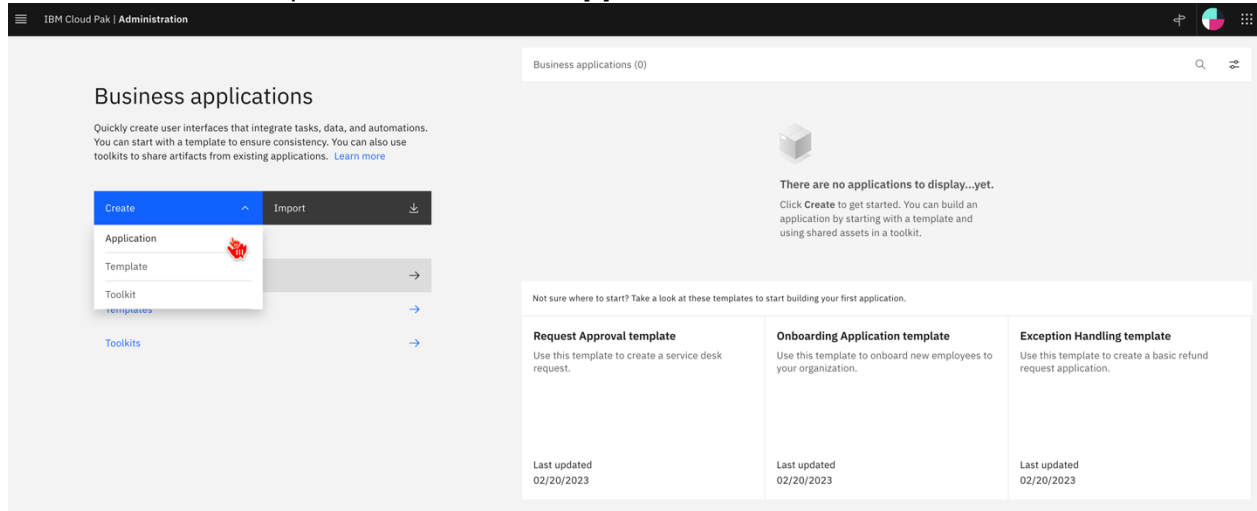 IBM Cloud Pak | Administration
Business applications
Quickly create user interfaces that integrate tasks, data, and automations.
You can start with a template to ensure consistency. You can also use
toolkits to share artifacts from existing applications. Learn more
Create
Import
Application
Template
Toolkit
Templates
Toolkits
Business applications (0)
There are no applications to display...yet.
Click Create to get started. You can build an
application by starting with a template and
using shared assets in a toolkit.
Not sure where to start? Take a look at these templates to start building your first application.
Request Approval template
Use this template to create a service desk
request.
Last updated
02/20/2023
Onboarding Application template
Use this template to onboard new employees to
your organization.
Last updated
02/20/2023
Exception Handling template
Use this template to create a basic refund
request application.
Last updated
02/20/2023